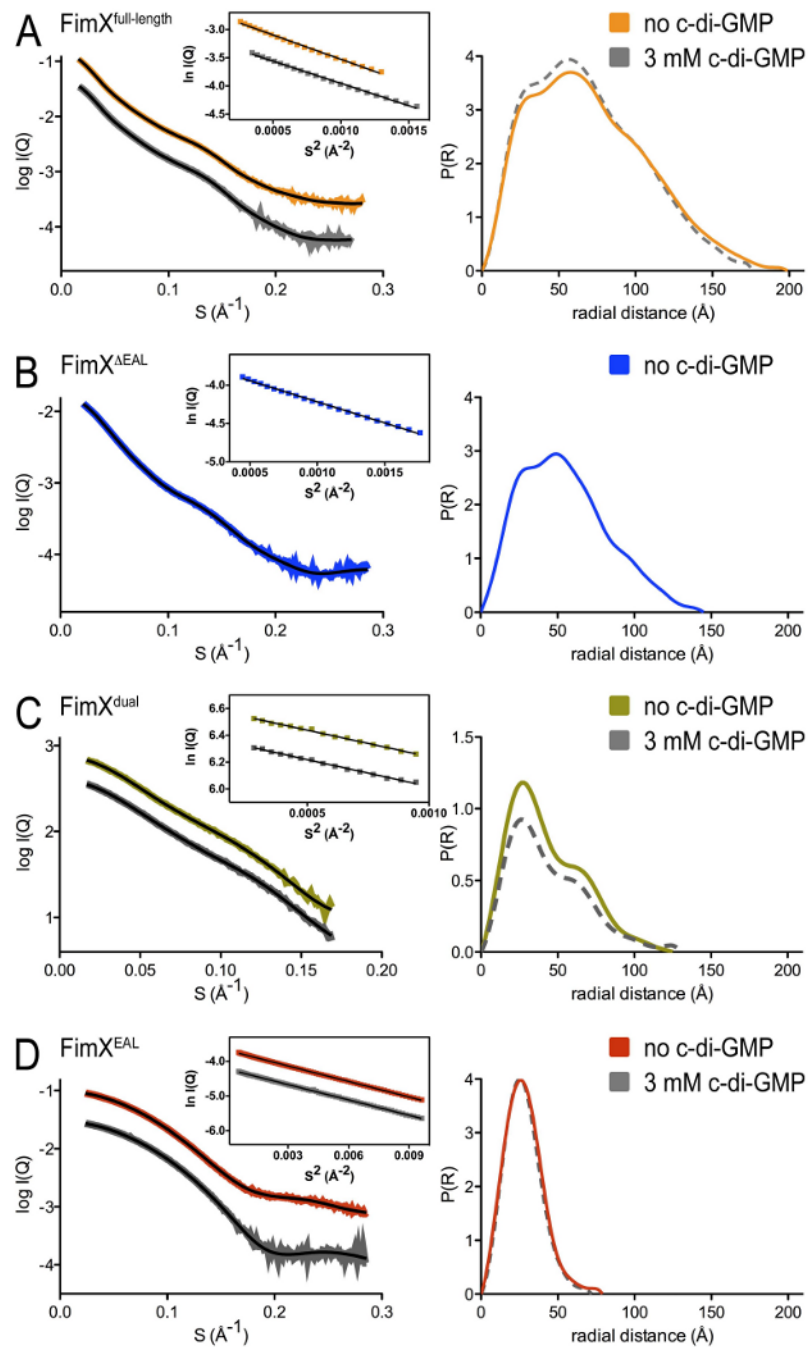 A FimX^full-length
no c-di-GMP
3 mM c-di-GMP
log I(Q)
-1
-2
-3
-4
0.0 0.1 0.2 0.3
S (Å⁻¹)
ln I(Q)
-3.0
-3.5
-4.0
-4.5
0.0005 0.0010 0.0015
S² (Å⁻²)
P(R)
4
3
2
1
0
0 50 100 150 200
radial distance (Å)
B FimX^ΔEAL
no c-di-GMP
log I(Q)
-2
-3
-4
0.0 0.1 0.2 0.3
S (Å⁻¹)
ln I(Q)
-4.0
-4.5
-5.0
0.0005 0.0010 0.0015
S² (Å⁻²)
P(R)
4
3
2
1
0
0 50 100 150 200
radial distance (Å)
C FimX^dual
no c-di-GMP
3 mM c-di-GMP
log I(Q)
3
2
1
0.00 0.05 0.10 0.15 0.20
S (Å⁻¹)
ln I(Q)
6.6
6.4
6.2
6.0
0.0005 0.0010
S² (Å⁻²)
P(R)
1.5
1.0
0.5
0.0
0 50 100 150 200
radial distance (Å)
D FimX^EAL
no c-di-GMP
3 mM c-di-GMP
log I(Q)
-1
-2
-3
-4
0.0 0.1 0.2 0.3
S (Å⁻¹)
ln I(Q)
-4.0
-5.0
-6.0
0.003 0.006 0.009
S² (Å⁻²)
P(R)
4
3
2
1
0
0 50 100 150 200
radial distance (Å)